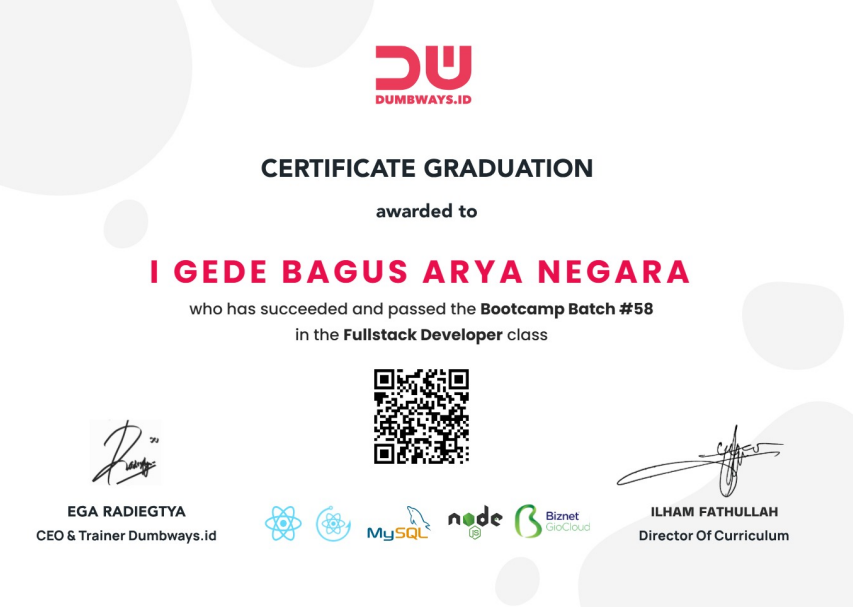 DUMBWAYS.ID
CERTIFICATE GRADUATION
awarded to
I GEDE BAGUS ARYA NEGARA
who has succeeded and passed the Bootcamp Batch #58
in the Fullstack Developer class
EGA RADIEGTYA
CEO & Trainer Dumbways.id
MySQL
node
JS
Biznet
GioCloud
ILHAM FATHULLAH
Director Of Curriculum